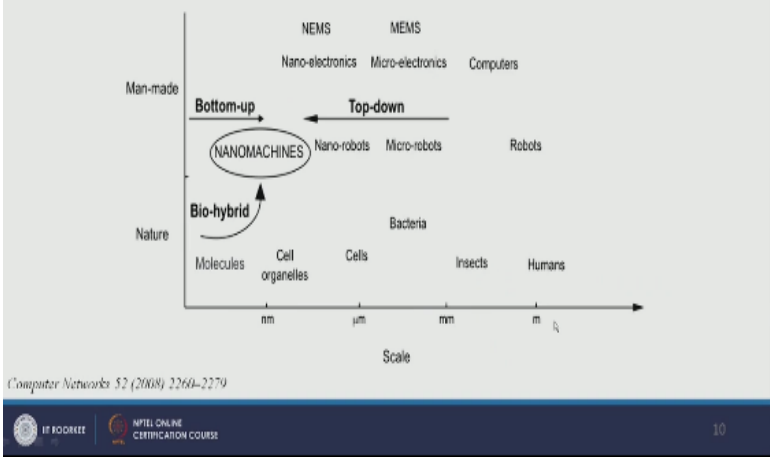 NEMS MEMS
Nano-electronics Micro-electronics Computers
Man-made
Bottom-up Top-down
NANOMACHINES Nano-robots Micro-robots Robots
Bio-hybrid
Nature
Bacteria
Molecules Cell organelles Cells Insects Humans
nm μm mm m
Scale
Computer Networks 52 (2008) 2260–2279
IIT ROORKEE
NPTEL ONLINE
CERTIFICATION COURSE
10